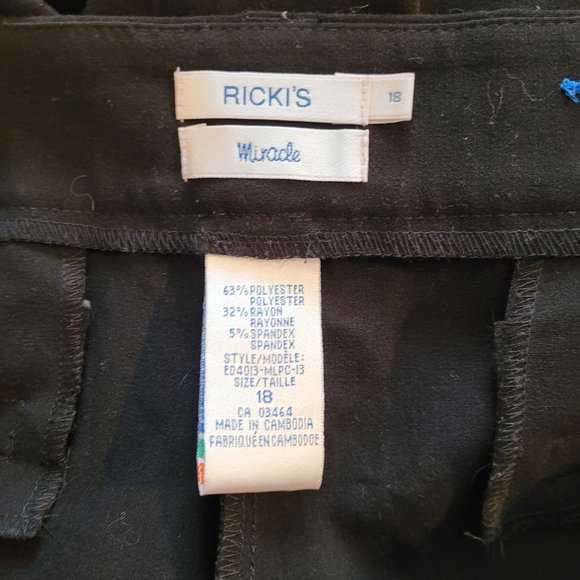 RICKI'S 18
Miracle
63% POLYESTER
POLYESTER
32% RAYON
RAYONNE
5% SPANDEX
SPANDEX
STYLE/MODÈLE:
ED4013-MLPC-13
SIZE/TAILLE
18
CA 03464
MADE IN CAMBODIA
FABRIQUÉ EN CAMBODGE